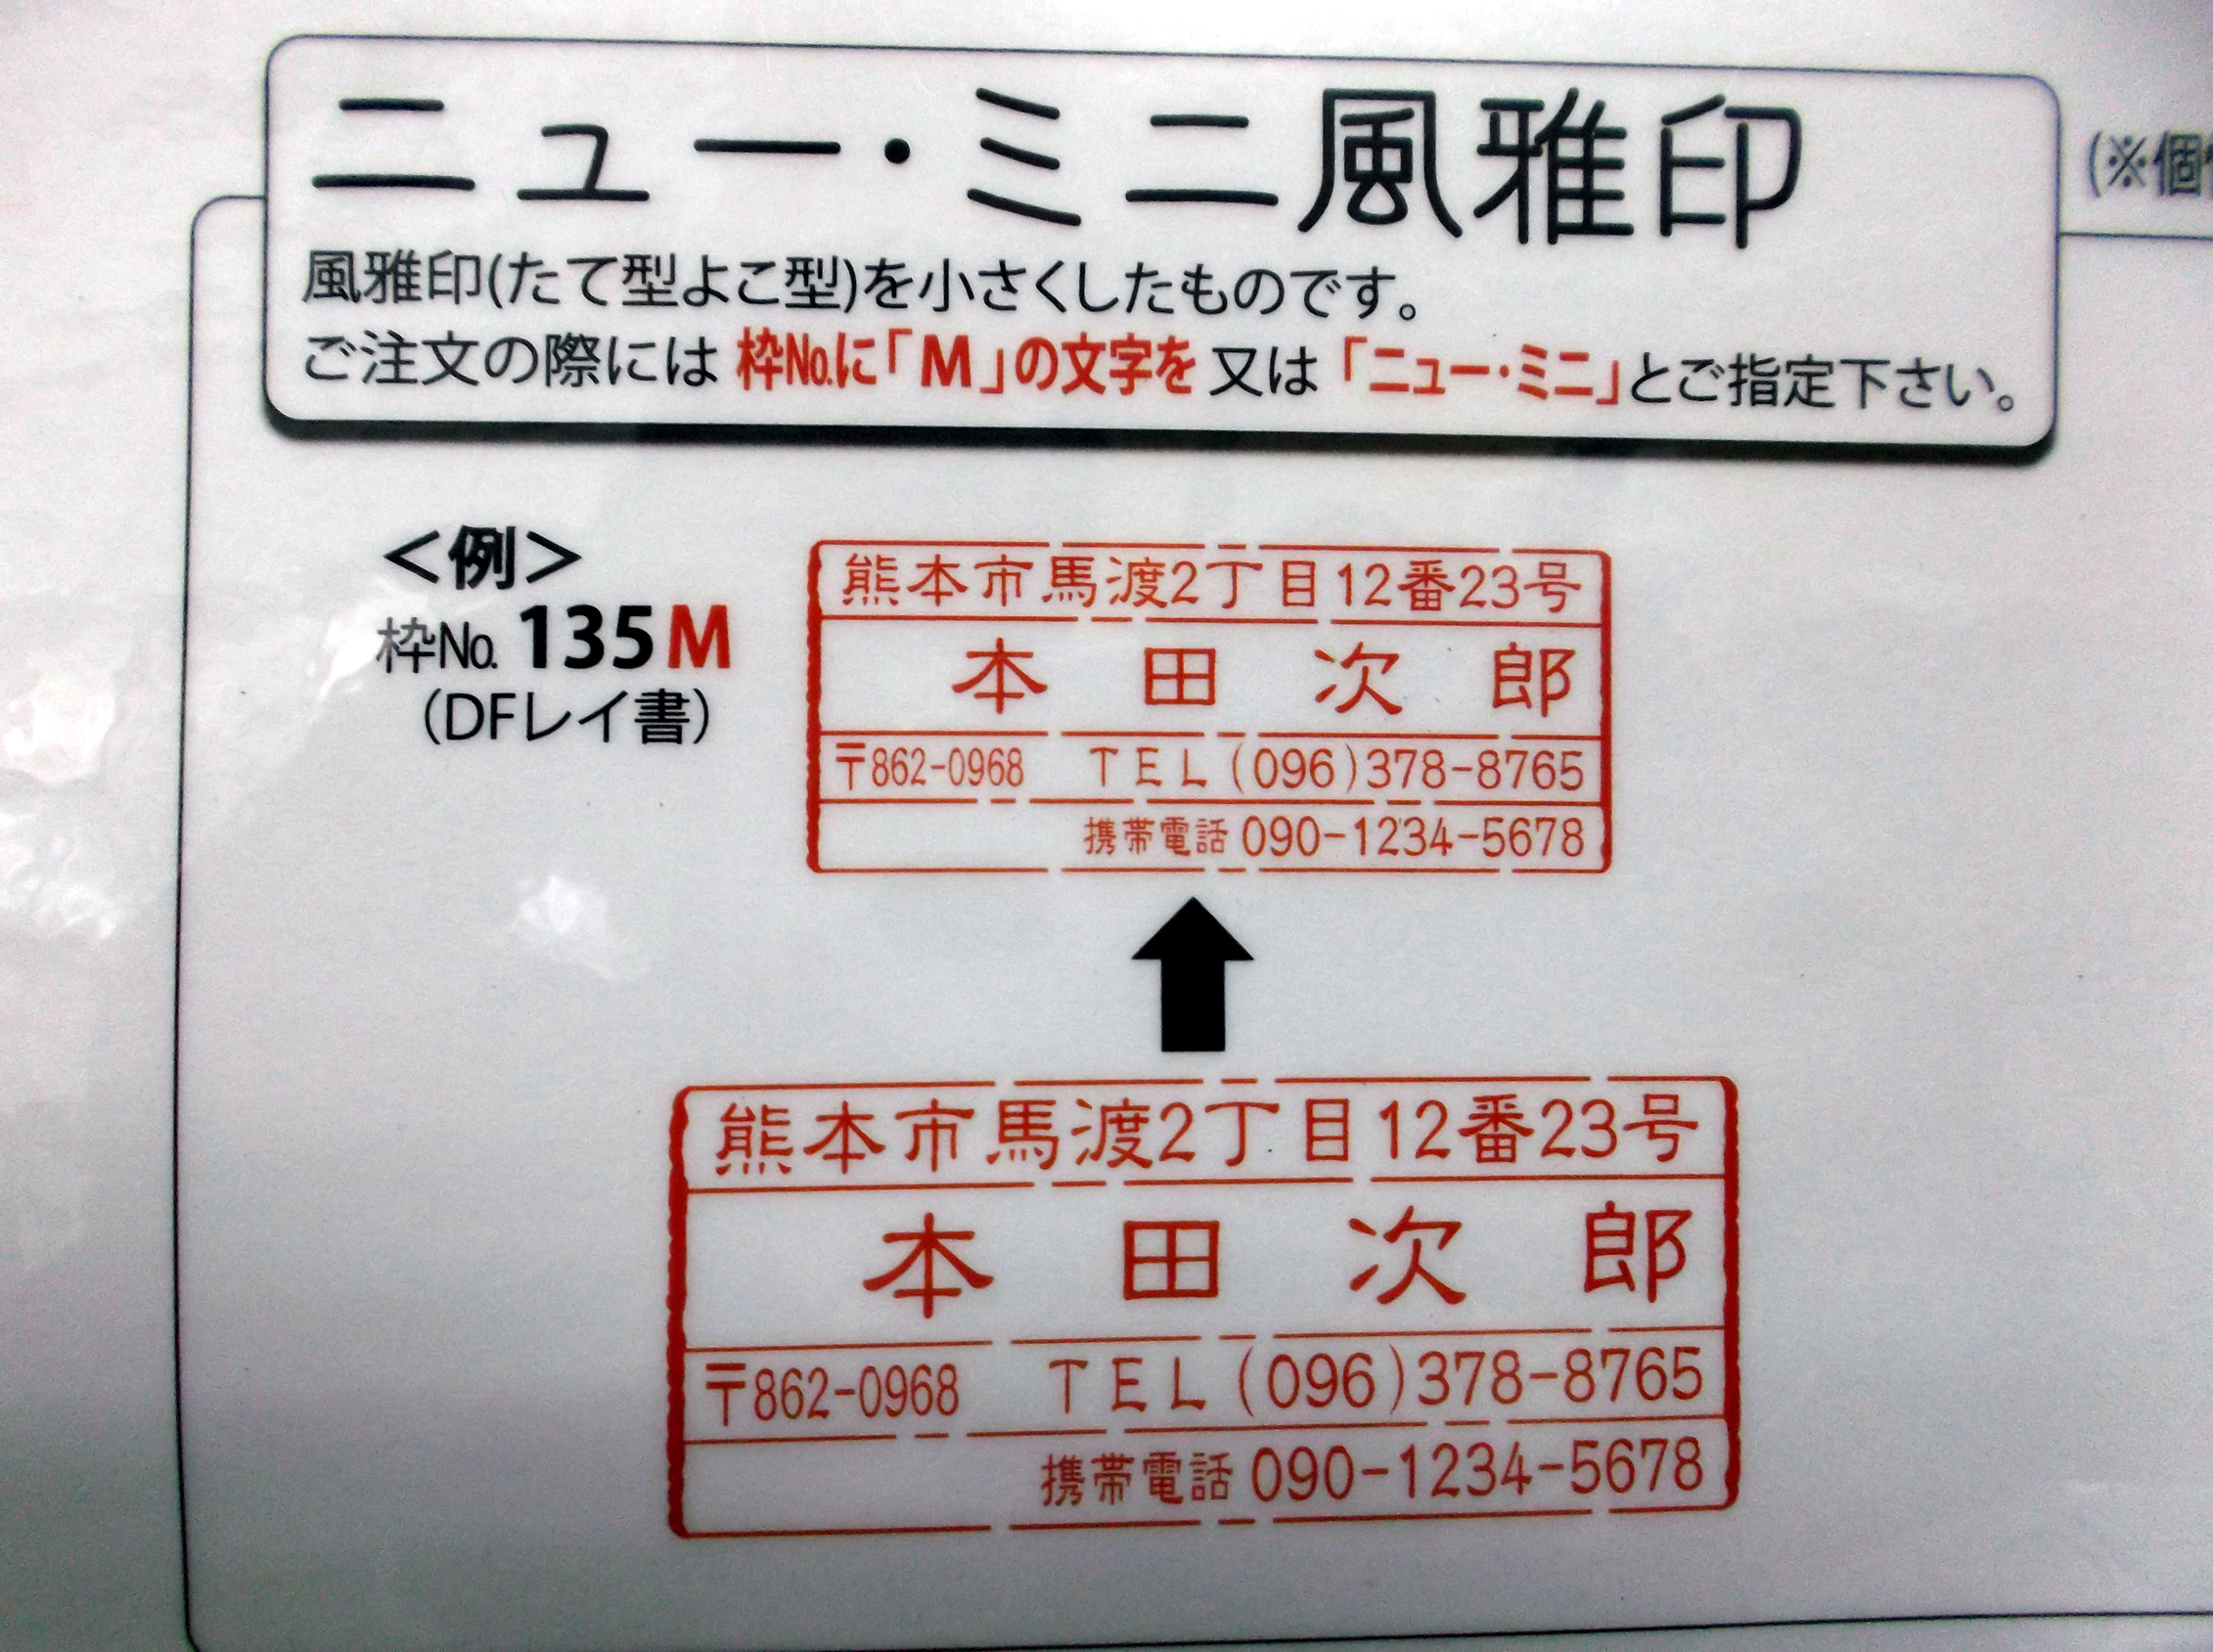 ニュー・ミニ風雅印
(※個
風雅印(たて型よこ型)を小さくしたものです。
ご注文の際には 枠No.に「M」の文字を 又は 「ニュー・ミニ」とご指定下さい。
＜例＞
枠No. 135M
(DFレイ書)
熊本市馬渡2丁目12番23号
本田次郎
〒862-0968 TEL(096)378-8765
携帯電話 090-1234-5678
熊本市馬渡2丁目12番23号
本田次郎
〒862-0968 TEL(096)378-8765
携帯電話 090-1234-5678